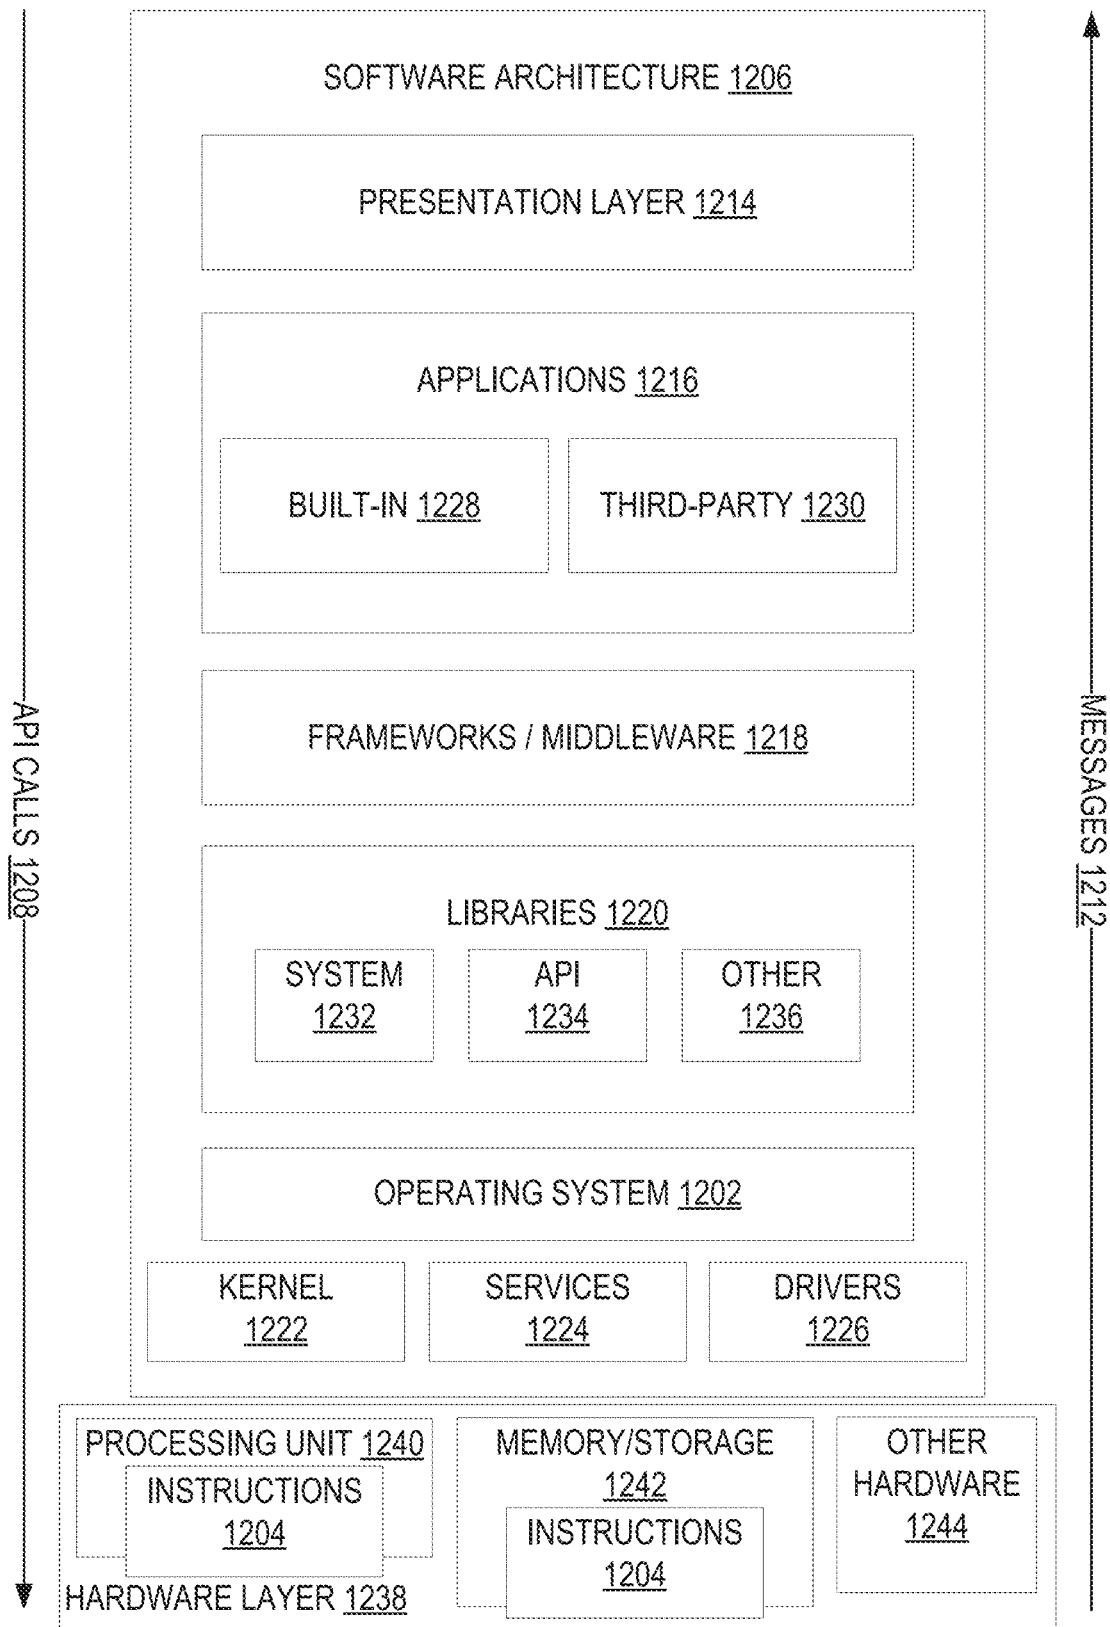 SOFTWARE ARCHITECTURE 1206
PRESENTATION LAYER 1214
APPLICATIONS 1216
BUILT-IN 1228
THIRD-PARTY 1230
FRAMEWORKS / MIDDLEWARE 1218
API CALLS 1208
MESSAGES 1212
LIBRARIES 1220
SYSTEM
1232
API
1234
OTHER
1236
OPERATING SYSTEM 1202
KERNEL
1222
SERVICES
1224
DRIVERS
1226
PROCESSING UNIT 1240
INSTRUCTIONS
1204
MEMORY/STORAGE
1242
INSTRUCTIONS
1204
OTHER
HARDWARE
1244
HARDWARE LAYER 1238